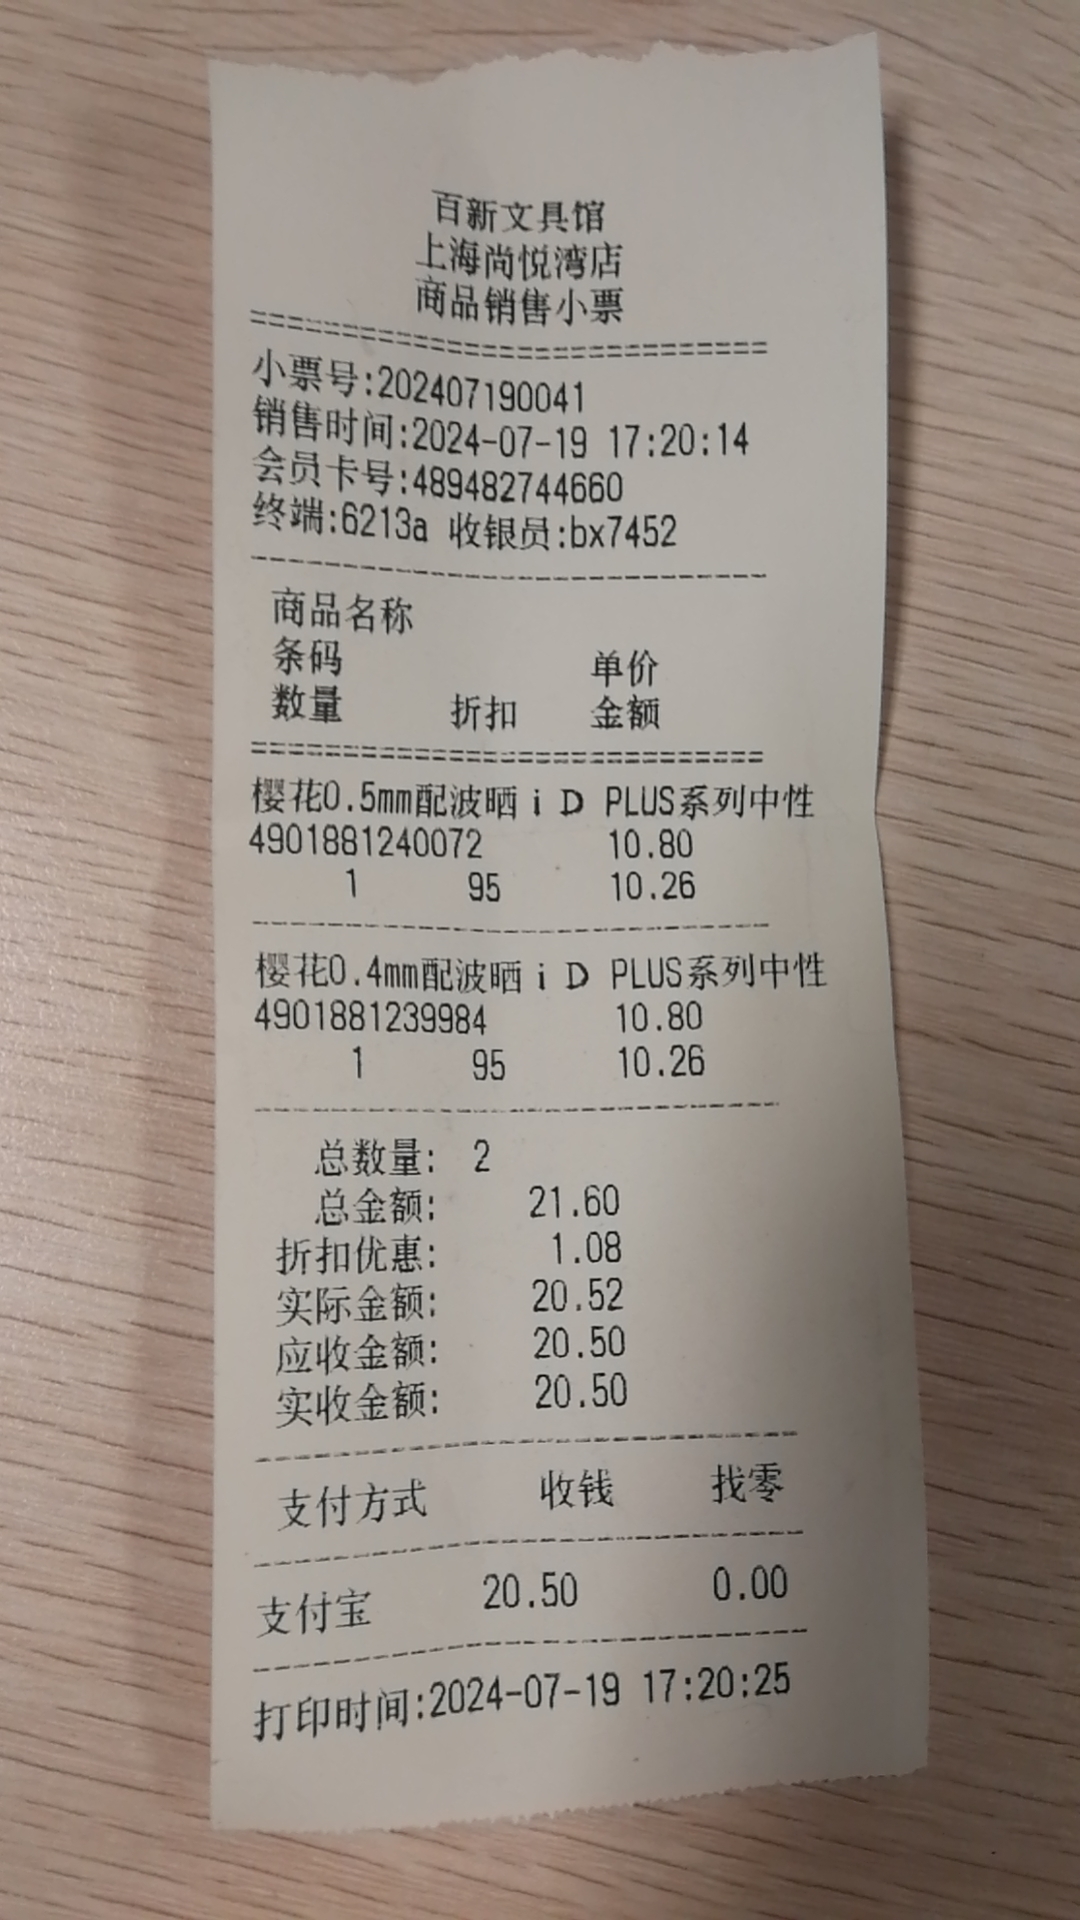 百新文具馆
上海尚悦湾店
商品销售小票
===========================
小票号:202407190041
销售时间:2024-07-19 17:20:14
会员卡号:489482744660
终端:6213a 收银员:bx7452
商品名称
条码 单价
数量 折扣 金额
===========================
樱花0.5mm配波晒 i D PLUS系列中性
4901881240072 10.80
1 95 10.26
樱花0.4mm配波晒 i D PLUS系列中性
4901881239984 10.80
1 95 10.26
总数量: 2
总金额: 21.60
折扣优惠: 1.08
实际金额: 20.52
应收金额: 20.50
实收金额: 20.50
支付方式 收钱 找零
支付宝 20.50 0.00
打印时间:2024-07-19 17:20:25